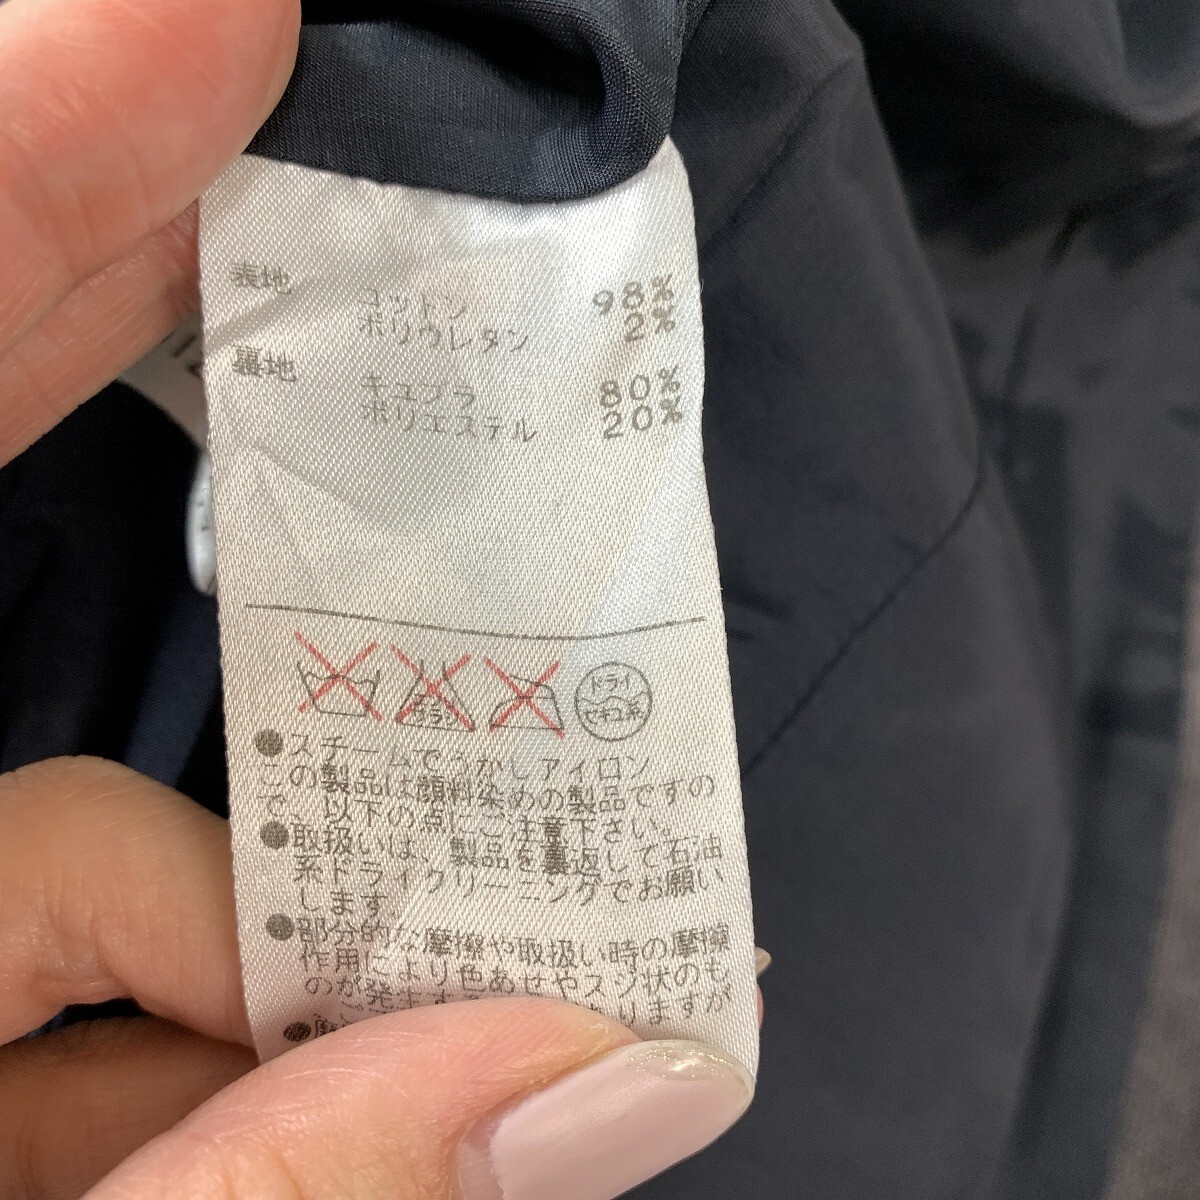 表地 コットン 98%
ポリウレタン 2%
裏地 キュプラ 80%
ポリエステル 20%
エンソ サラシ ドライ セキユ系
●スチームでうかしアイロン
この製品は顔料染めの製品ですの
で、以下の点にご注意下さい。
●取扱いは、製品を裏返して石油
系ドライクリーニングでお願い
します。
●部分的な摩擦や取扱い時の摩擦
作用により色あせやスジ状のも
のが発生
りますが